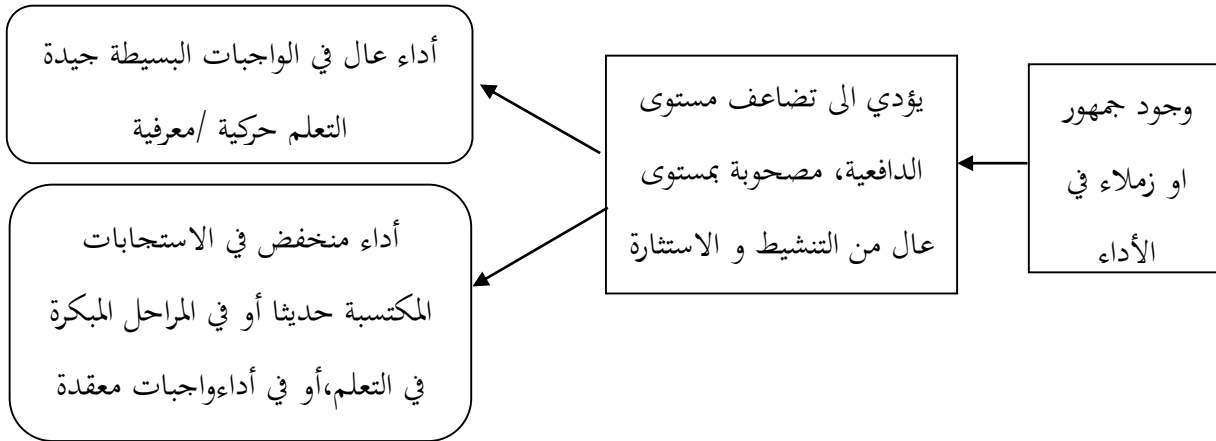 وجود جمهور
او زملاء في
الأداء
يؤدي الى تضاعف مستوى
الدافعية، مصحوبة بمستوى
عال من التنشيط و الاستثارة
أداء عال في الواجبات البسيطة جيدة
التعلم حركية /معرفية
أداء منخفض في الاستجابات
المكتسبة حديثا أو في المراحل المبكرة
في التعلم،أو في أداءواجبات معقدة